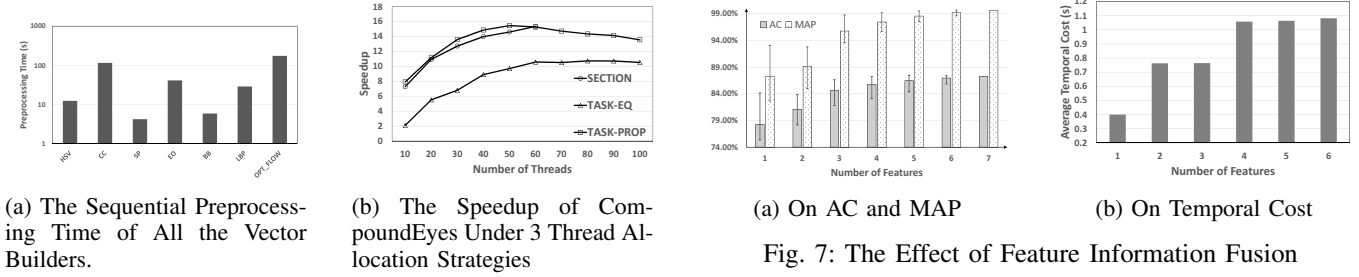 1000
100
10
1
Preprocessing Time (s)
HSV CC SP EO BB LBP OPT_FLOW
(a) The Sequential Preprocess-
ing Time of All the Vector
Builders.
18
16
14
12
10
8
6
4
2
0
Speedup
SECTION
TASK-EQ
TASK-PROP
10 20 30 40 50 60 70 80 90 100
Number of Threads
(b) The Speedup of Com-
poundEyes Under 3 Thread Al-
location Strategies
99.00%
94.00%
89.00%
84.00%
79.00%
74.00%
AC MAP
1 2 3 4 5 6 7
Number of Features
(a) On AC and MAP
1.2
1.1
1
0.9
0.8
0.7
0.6
0.5
0.4
0.3
0.2
Average Temporal Cost (s)
1 2 3 4 5 6
Number of Features
(b) On Temporal Cost
Fig. 7: The Effect of Feature Information Fusion